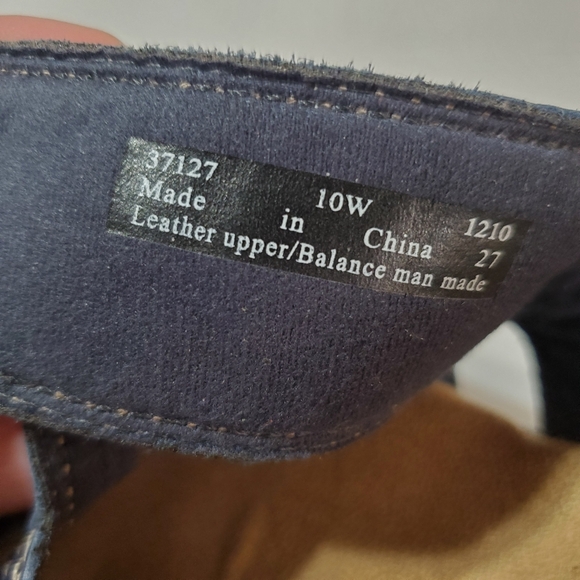 37127 10W 1210
Made in China 27
Leather upper/Balance man made